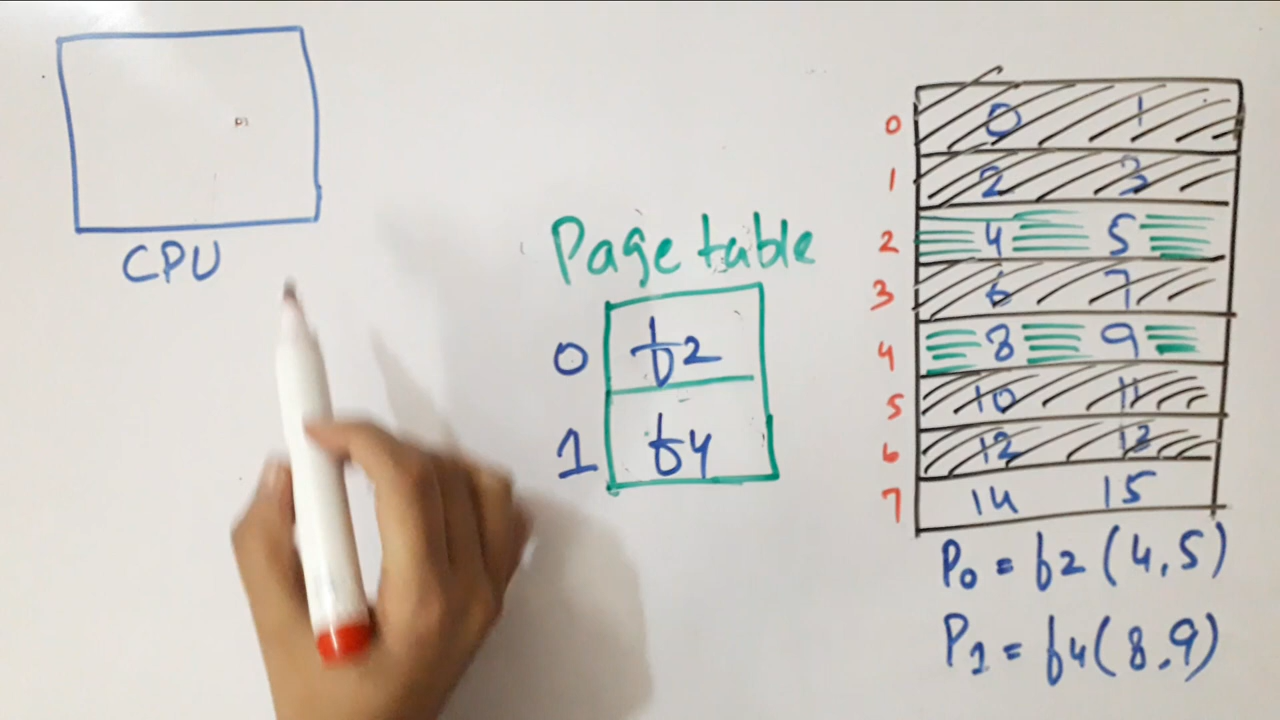 CPU
Page table
0 f2
1 f4
0 0 1
1 2 3
2 4 5
3 6 7
4 8 9
5 10 11
6 12 13
7 14 15
P0 = f2 (4,5)
P1 = f4 (8,9)